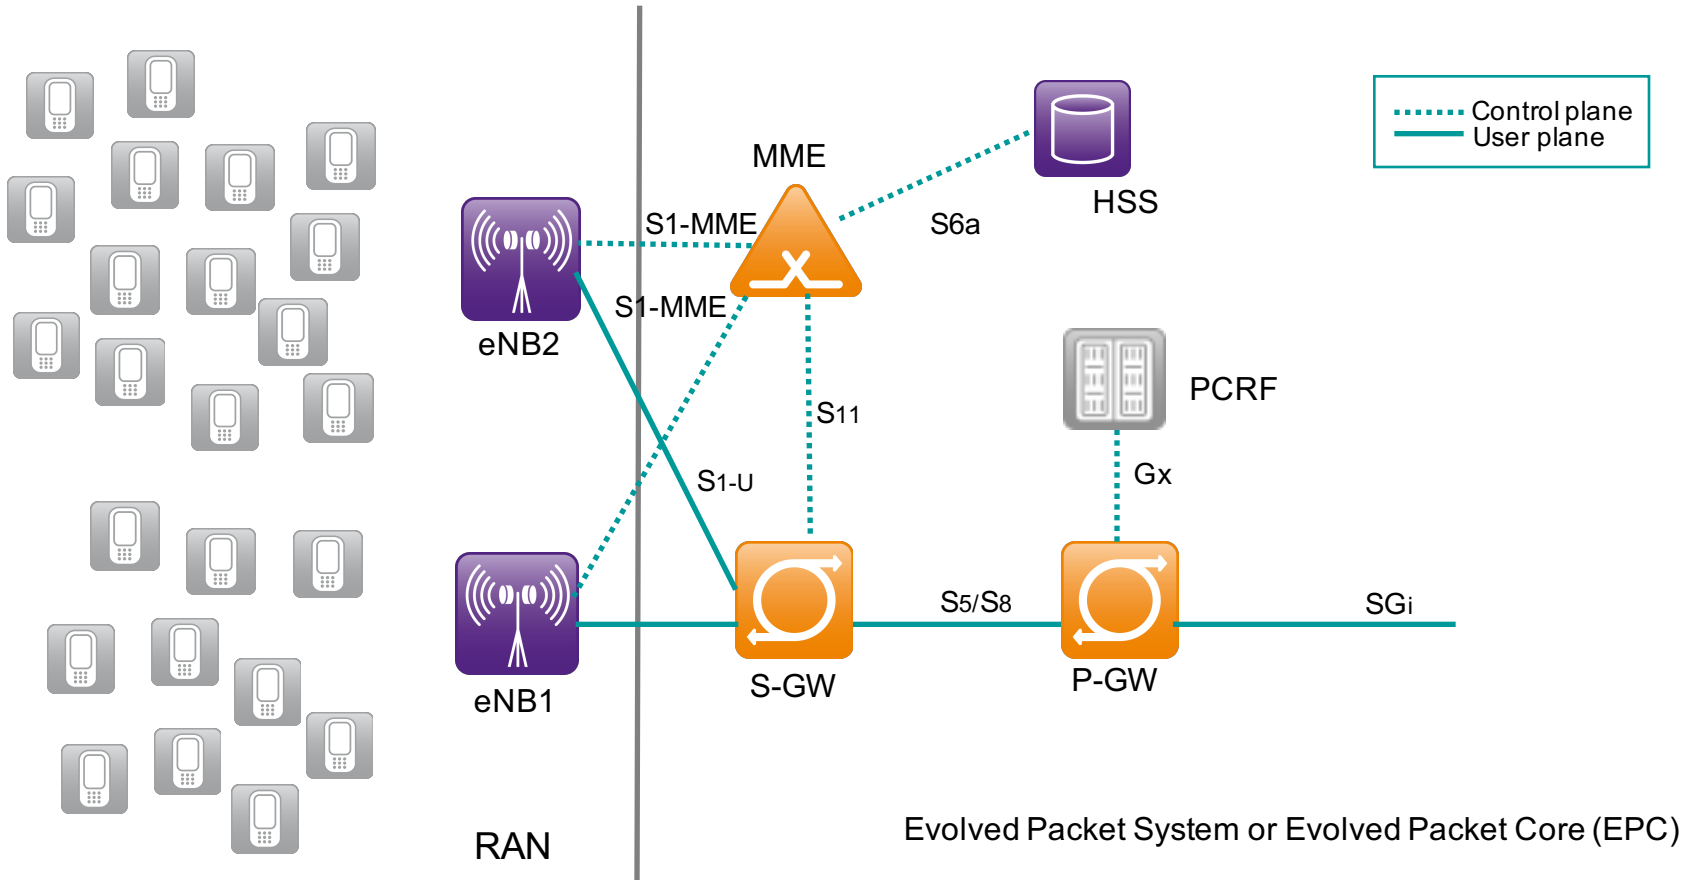 Control plane
User plane
MME
HSS
S1-MME
S6a
S1-MME
eNB2
PCRF
S11
Gx
S1-U
S5/S8
SGi
S-GW
P-GW
eNB1
RAN
Evolved Packet System or Evolved Packet Core (EPC)